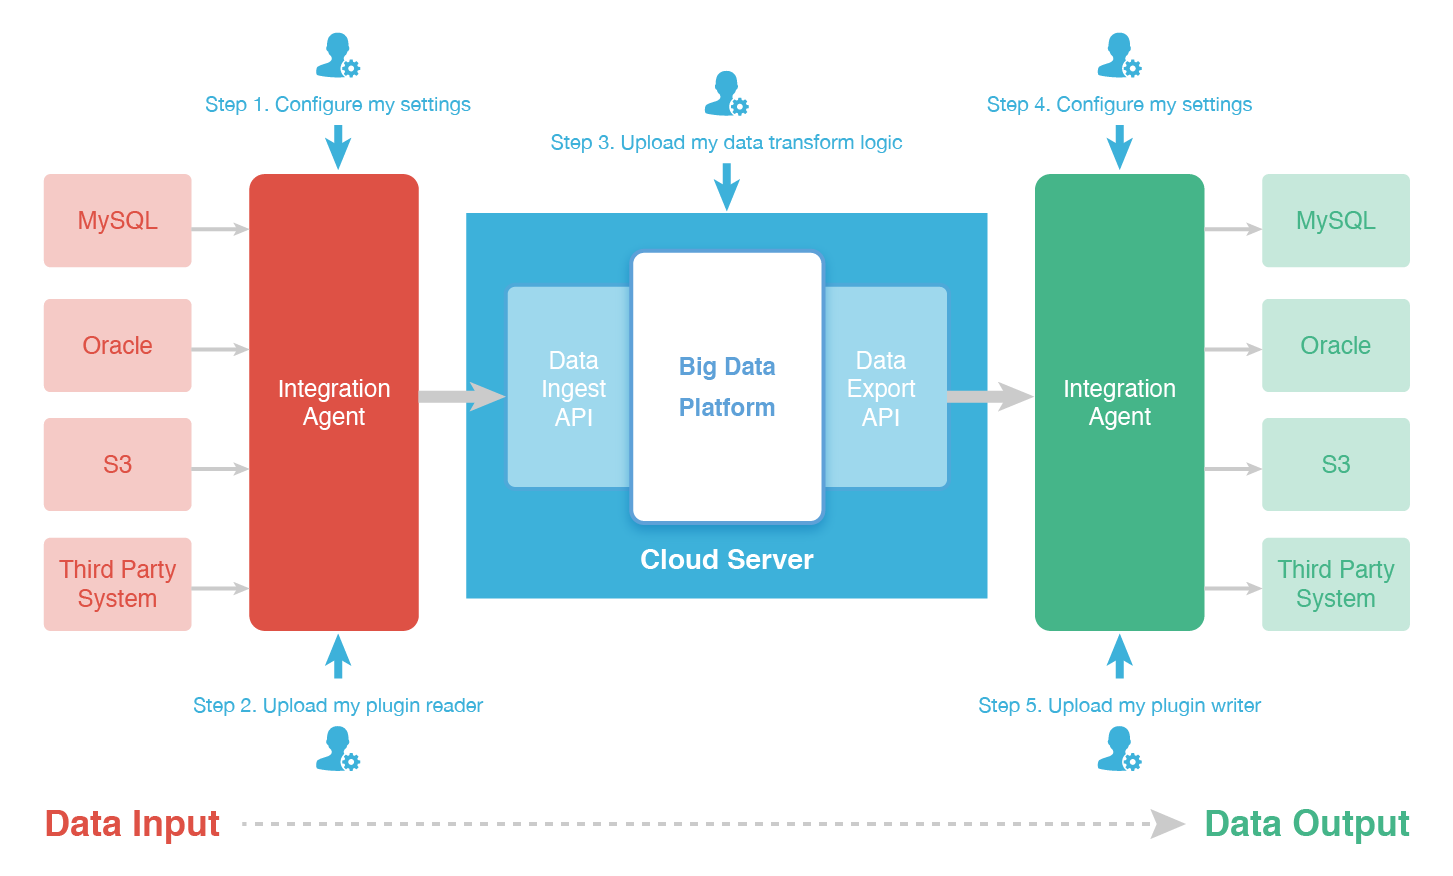 Step 1. Configure my settings
Step 3. Upload my data transform logic
Step 4. Configure my settings
MySQL
Oracle
S3
Third Party
System
Integration
Agent
Data
Ingest
API
Big Data
Platform
Data
Export
API
Cloud Server
Integration
Agent
MySQL
Oracle
S3
Third Party
System
Step 2. Upload my plugin reader
Step 5. Upload my plugin writer
Data Input
Data Output